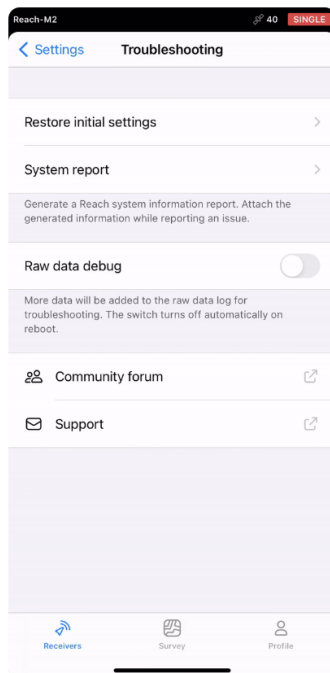 Reach-M2 40 SINGLE
Settings Troubleshooting
Restore initial settings
System report
Generate a Reach system information report. Attach the
generated information while reporting an issue.
Raw data debug
More data will be added to the raw data log for
troubleshooting. The switch turns off automatically on
reboot.
Community forum
Support
Receivers Survey Profile